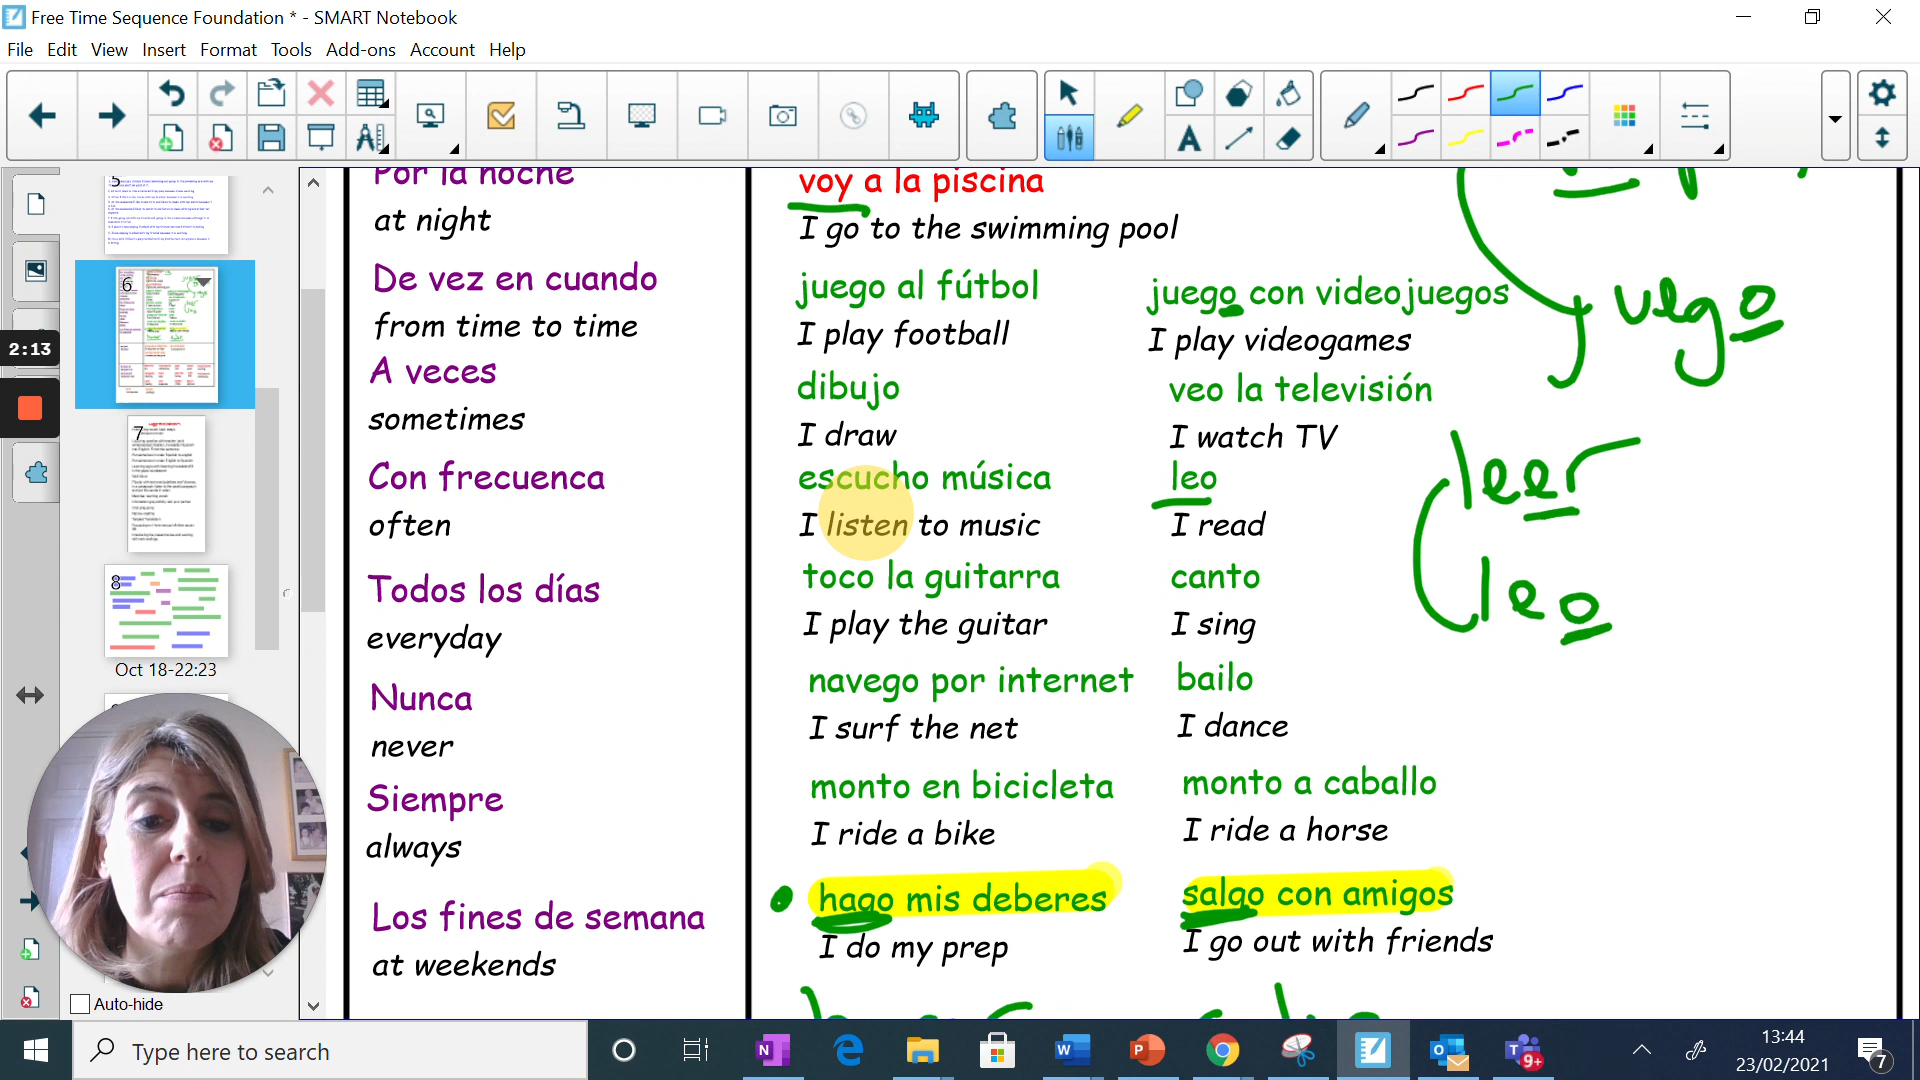 Free Time Sequence Foundation * - SMART Notebook
File Edit View Insert Format Tools Add-ons Account Help
5
6
7
8
Oct 18-22:23
2:13
Auto-hide
Por la noche
at night
De vez en cuando
from time to time
A veces
sometimes
Con frecuenca
often
Todos los días
everyday
Nunca
never
Siempre
always
Los fines de semana
at weekends
voy a la piscina
I go to the swimming pool
juego al fútbol
I play football
dibujo
I draw
escucho música
I listen to music
toco la guitarra
I play the guitar
navego por internet
I surf the net
monto en bicicleta
I ride a bike
hago mis deberes
I do my prep
juego con videojuegos
I play videogames
veo la televisión
I watch TV
leo
I read
canto
I sing
bailo
I dance
monto a caballo
I ride a horse
salgo con amigos
I go out with friends
leer
leo
Type here to search
13:44
23/02/2021
9+
7